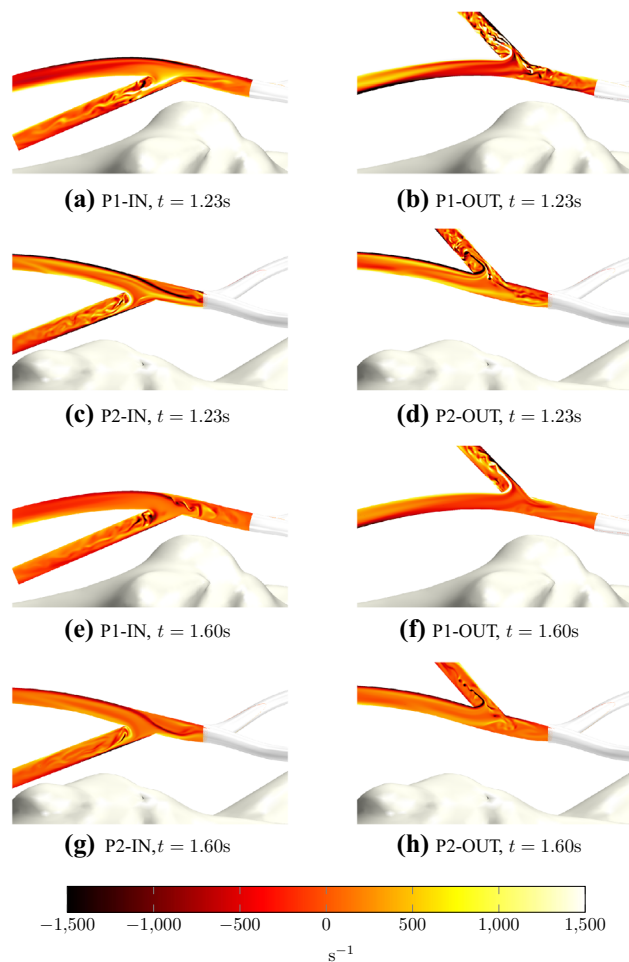 (a) P1-IN, t = 1.23s
(b) P1-OUT, t = 1.23s
(c) P2-IN, t = 1.23s
(d) P2-OUT, t = 1.23s
(e) P1-IN, t = 1.60s
(f) P1-OUT, t = 1.60s
(g) P2-IN,t = 1.60s
(h) P2-OUT, t = 1.60s
−1,500 −1,000 −500 0 500 1,000 1,500
s⁻¹